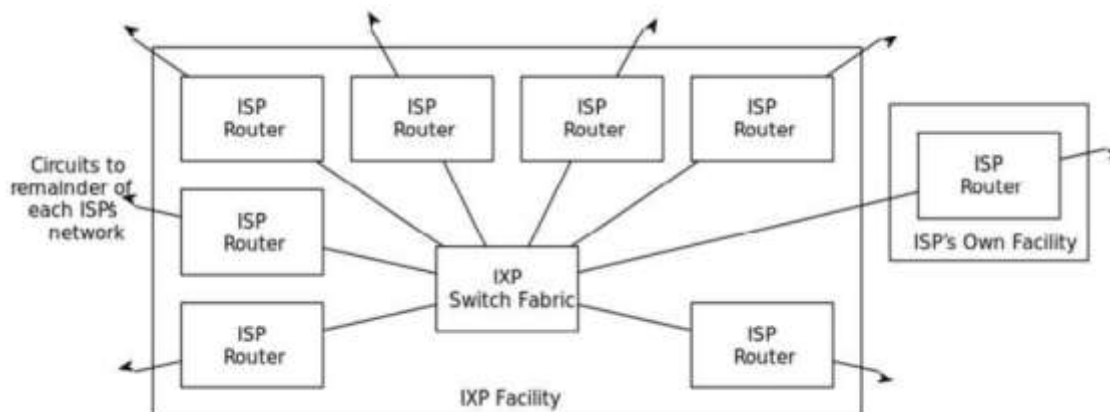 ISP
Router
ISP
Router
ISP
Router
ISP
Router
ISP
Router
ISP's Own Facility
Circuits to
remainder of
each ISPs
network
ISP
Router
IXP
Switch Fabric
ISP
Router
ISP
Router
IXP Facility